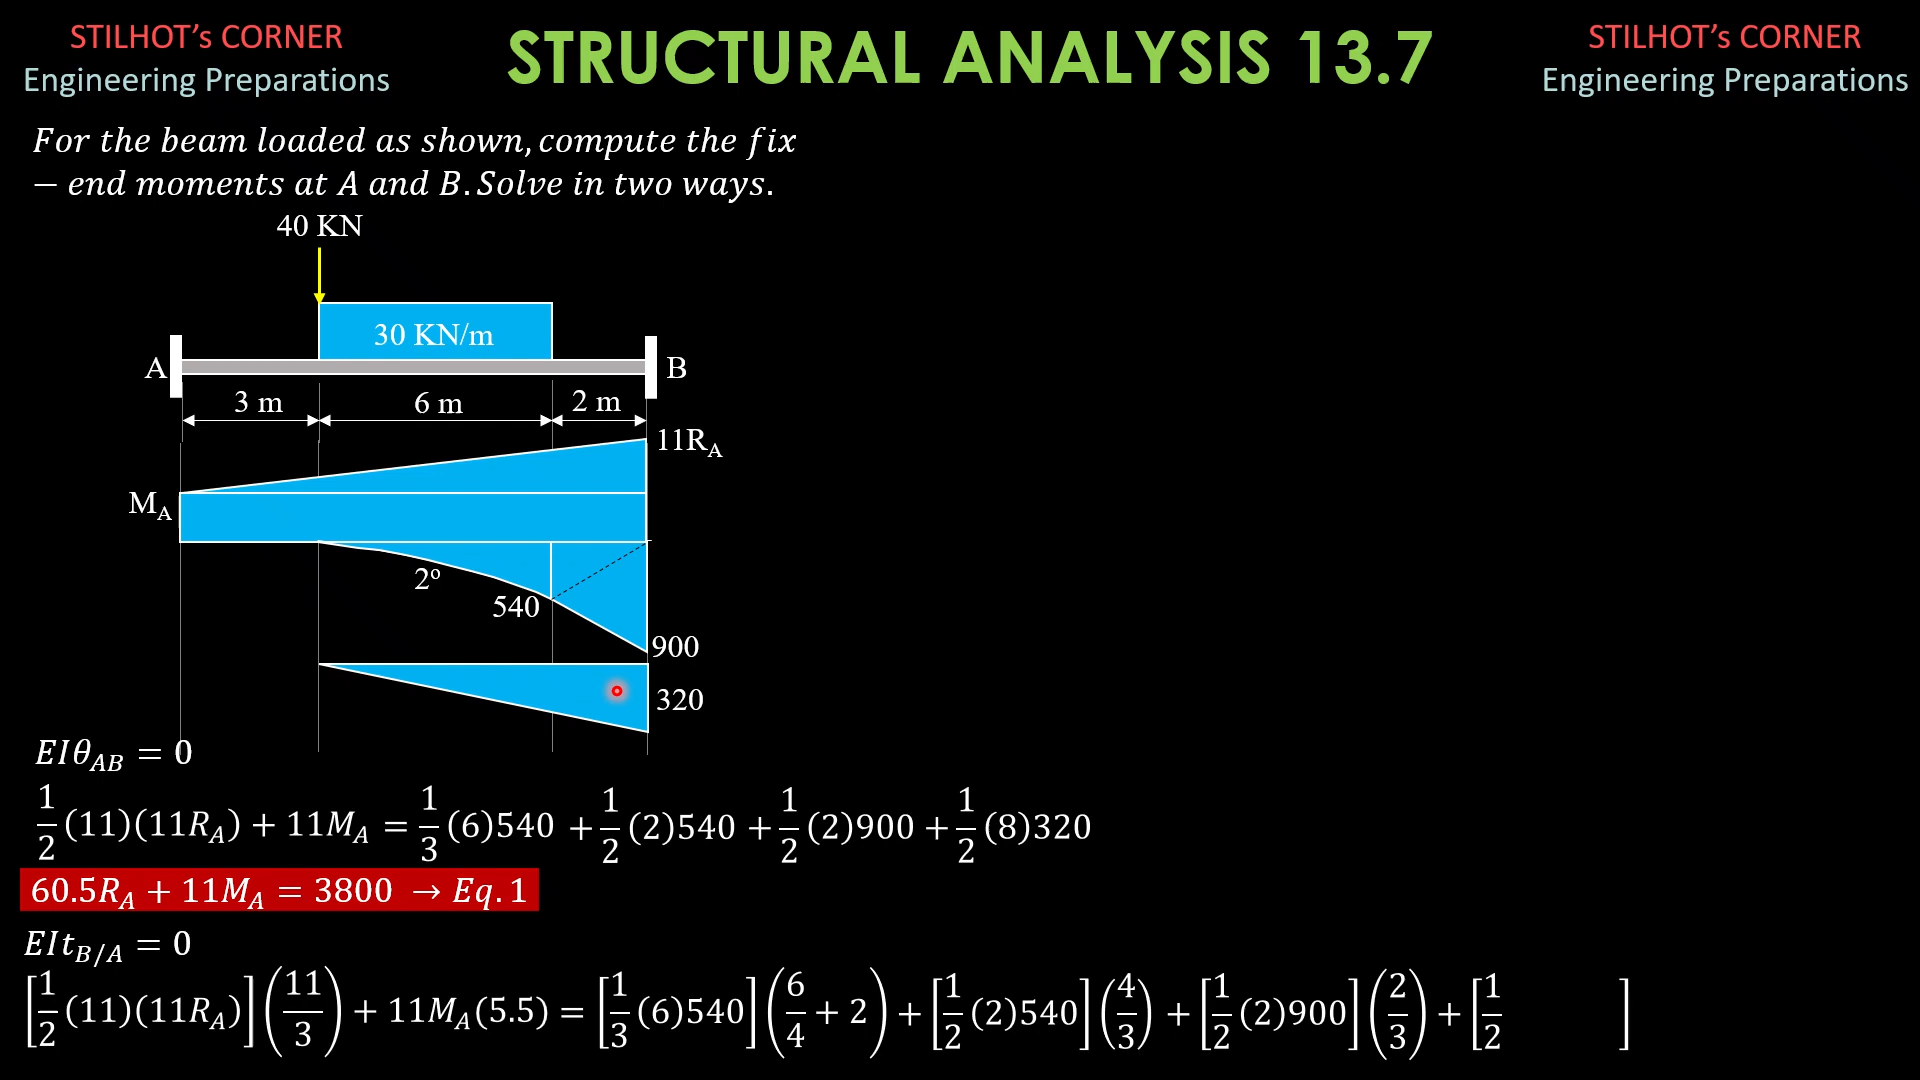 STILHOT's CORNER
Engineering Preparations
STRUCTURAL ANALYSIS 13.7
STILHOT's CORNER
Engineering Preparations
For the beam loaded as shown, compute the fix
− end moments at A and B. Solve in two ways.
40 KN
30 KN/m
A
B
3 m
6 m
2 m
11R_A
M_A
2º
540
900
320
EIθ_AB = 0
1/2 (11)(11R_A) + 11M_A = 1/3 (6)540 + 1/2 (2)540 + 1/2 (2)900 + 1/2 (8)320
60.5R_A + 11M_A = 3800 → Eq. 1
EIt_B/A = 0
[1/2 (11)(11R_A)] (11/3) + 11M_A(5.5) = [1/3 (6)540] (6/4 + 2) + [1/2 (2)540] (4/3) + [1/2 (2)900] (2/3) + [1/2 ]